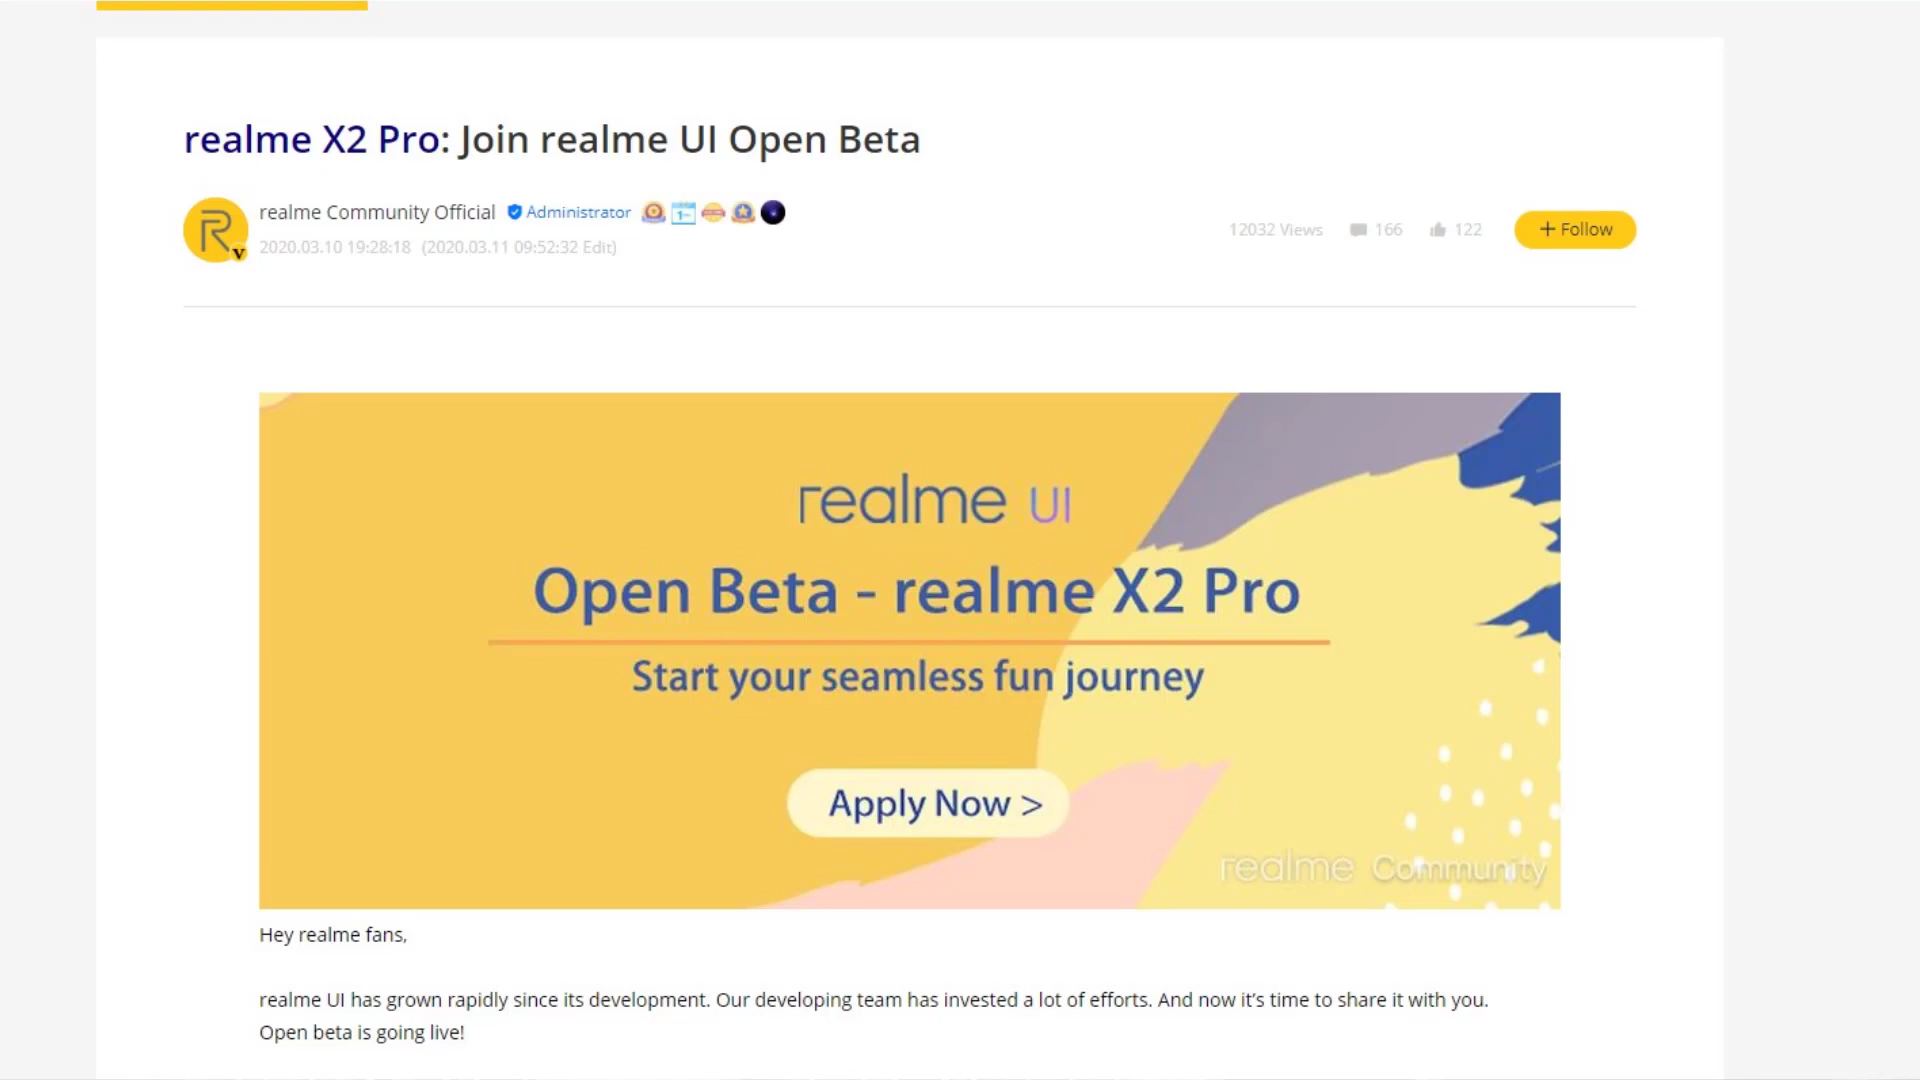 realme X2 Pro: Join realme UI Open Beta
realme Community Official Administrator
2020.03.10 19:28:18 (2020.03.11 09:52:32 Edit)
12032 Views 166 122 + Follow
realme UI
Open Beta - realme X2 Pro
Start your seamless fun journey
Apply Now >
realme Community
Hey realme fans,
realme UI has grown rapidly since its development. Our developing team has invested a lot of efforts. And now it’s time to share it with you.
Open beta is going live!